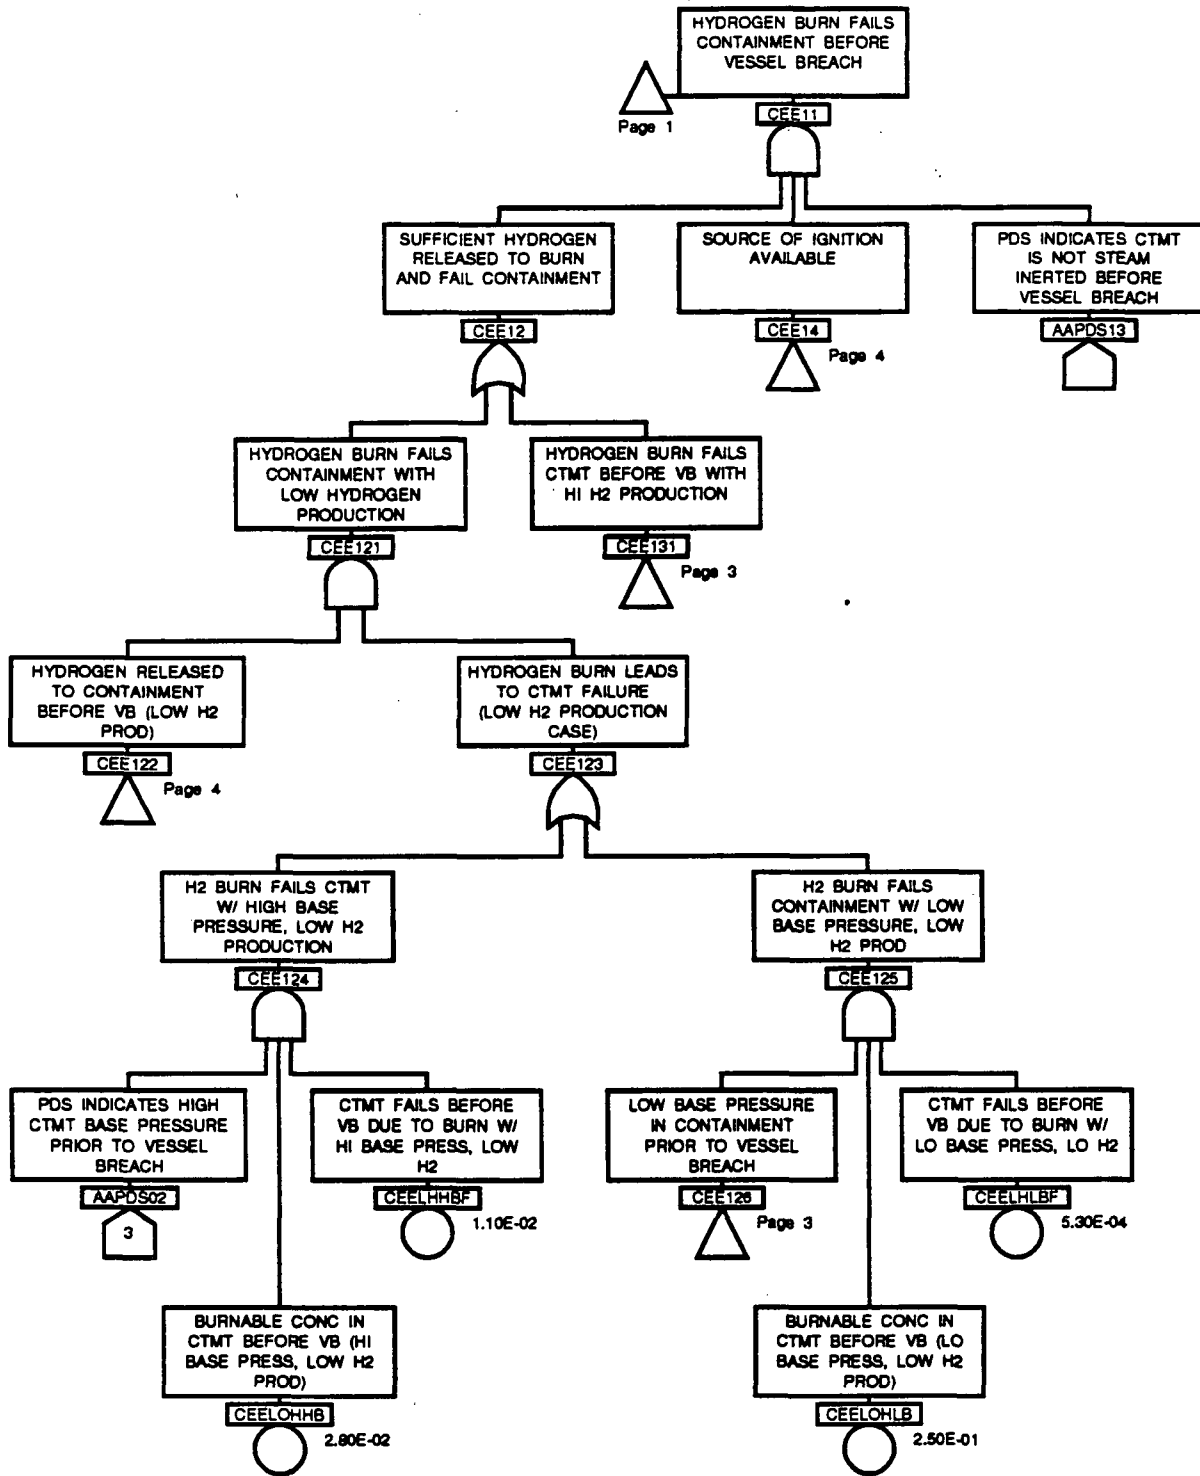 HYDROGEN BURN FAILS
CONTAINMENT BEFORE
VESSEL BREACH
Page 1
CEE11
SUFFICIENT HYDROGEN
RELEASED TO BURN
AND FAIL CONTAINMENT
CEE12
SOURCE OF IGNITION
AVAILABLE
CEE14
Page 4
PDS INDICATES CTMT
IS NOT STEAM
INERTED BEFORE
VESSEL BREACH
AAPDS13
HYDROGEN BURN FAILS
CONTAINMENT WITH
LOW HYDROGEN
PRODUCTION
CEE121
HYDROGEN BURN FAILS
CTMT BEFORE VB WITH
HI H2 PRODUCTION
CEE131
Page 3
HYDROGEN RELEASED
TO CONTAINMENT
BEFORE VB (LOW H2
PROD)
CEE122
Page 4
HYDROGEN BURN LEADS
TO CTMT FAILURE
(LOW H2 PRODUCTION
CASE)
CEE123
H2 BURN FAILS CTMT
W/ HIGH BASE
PRESSURE, LOW H2
PRODUCTION
CEE124
H2 BURN FAILS
CONTAINMENT W/ LOW
BASE PRESSURE, LOW
H2 PROD
CEE125
PDS INDICATES HIGH
CTMT BASE PRESSURE
PRIOR TO VESSEL
BREACH
AAPDS02
3
CTMT FAILS BEFORE
VB DUE TO BURN W/
HI BASE PRESS, LOW
H2
CEELHHBF
1.10E-02
LOW BASE PRESSURE
IN CONTAINMENT
PRIOR TO VESSEL
BREACH
CEE126
Page 3
CTMT FAILS BEFORE
VB DUE TO BURN W/
LO BASE PRESS, LO H2
CEELHLBF
5.30E-04
BURNABLE CONC IN
CTMT BEFORE VB (HI
BASE PRESS, LOW H2
PROD)
CEELOHHB
2.80E-02
BURNABLE CONC IN
CTMT BEFORE VB (LO
BASE PRESS, LOW H2
PROD)
CEELOHLB
2.50E-01